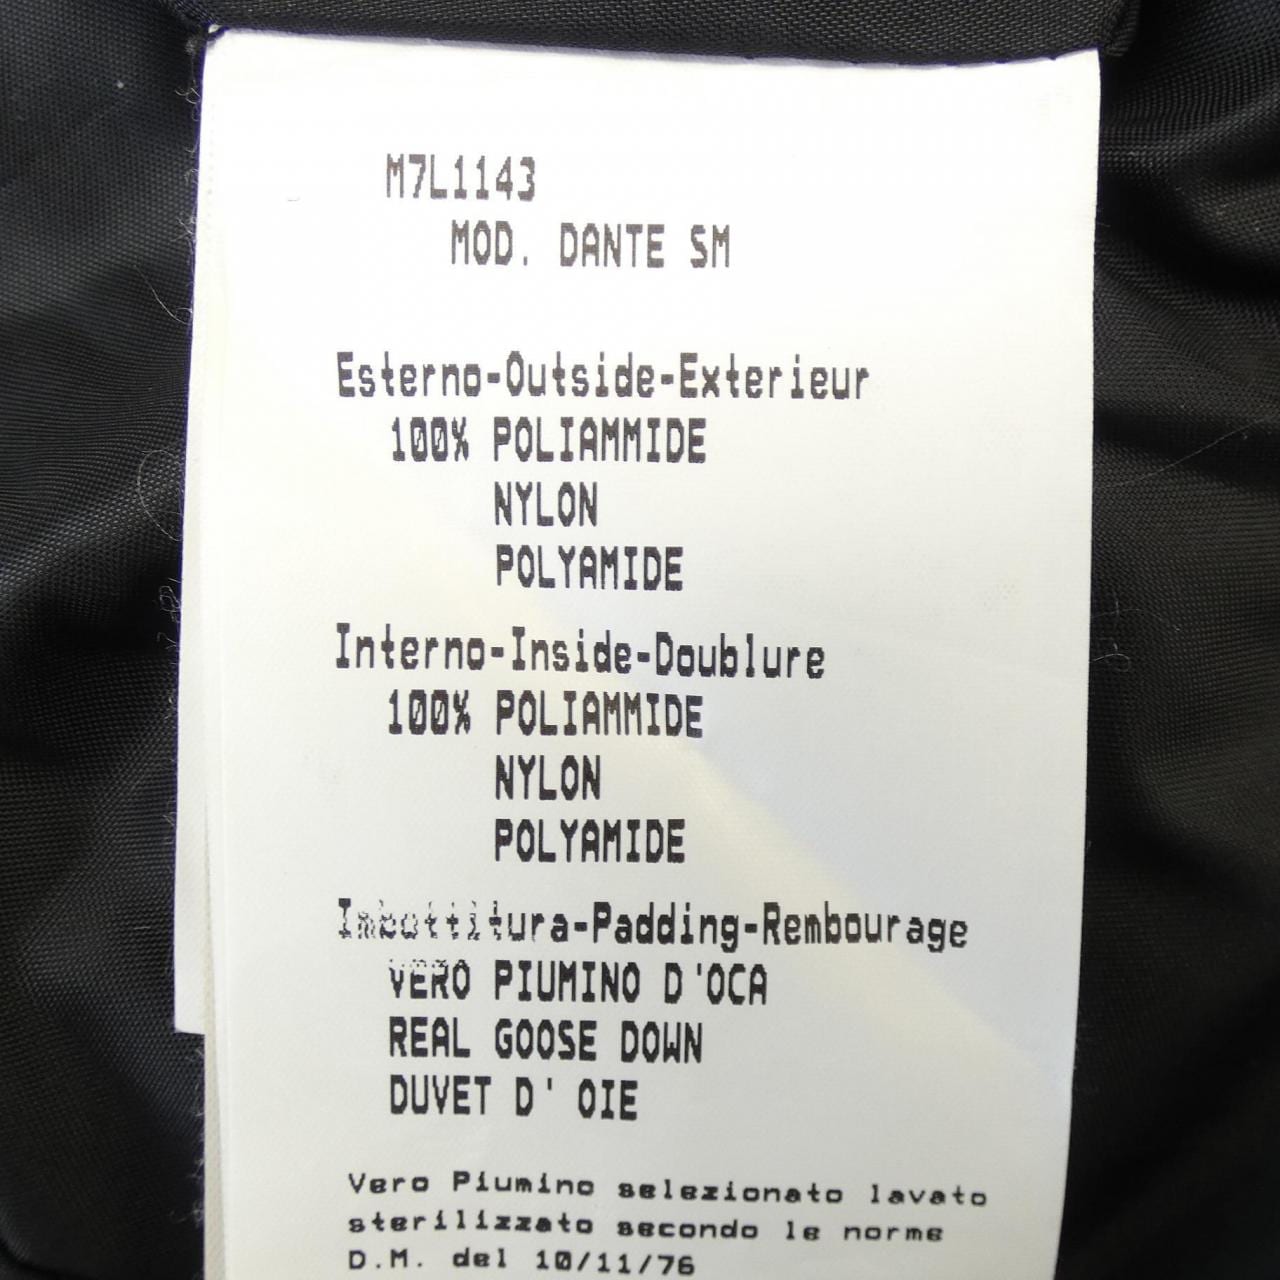 M7L1143
MOD. DANTE SM
Esterno-Outside-Exterieur
100% POLIAMMIDE
NYLON
POLYAMIDE
Interno-Inside-Doublure
100% POLIAMMIDE
NYLON
POLYAMIDE
Imbottitura-Padding-Rembourage
VERO PIUMINO D'OCA
REAL GOOSE DOWN
DUVET D' OIE
Vero Piumino selezionato lavato
sterilizzato secondo le norme
D.M. del 10/11/76